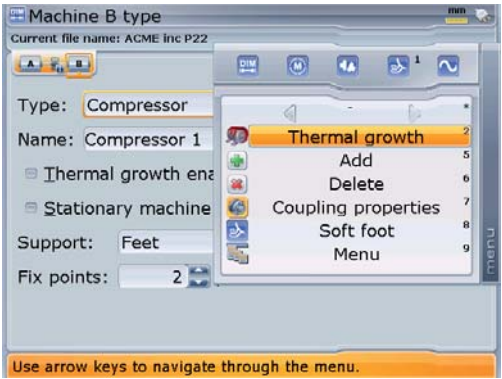 Machine B type
mm
Current file name: ACME inc P22
A B
DIM M 1
Type: Compressor
- *
Name: Compressor 1
Thermal growth 2
Thermal growth ena
Add 5
Delete 6
Stationary machine
Coupling properties 7
Support: Feet
Soft foot 8
Menu 9
Fix points: 2
menu
Use arrow keys to navigate through the menu.